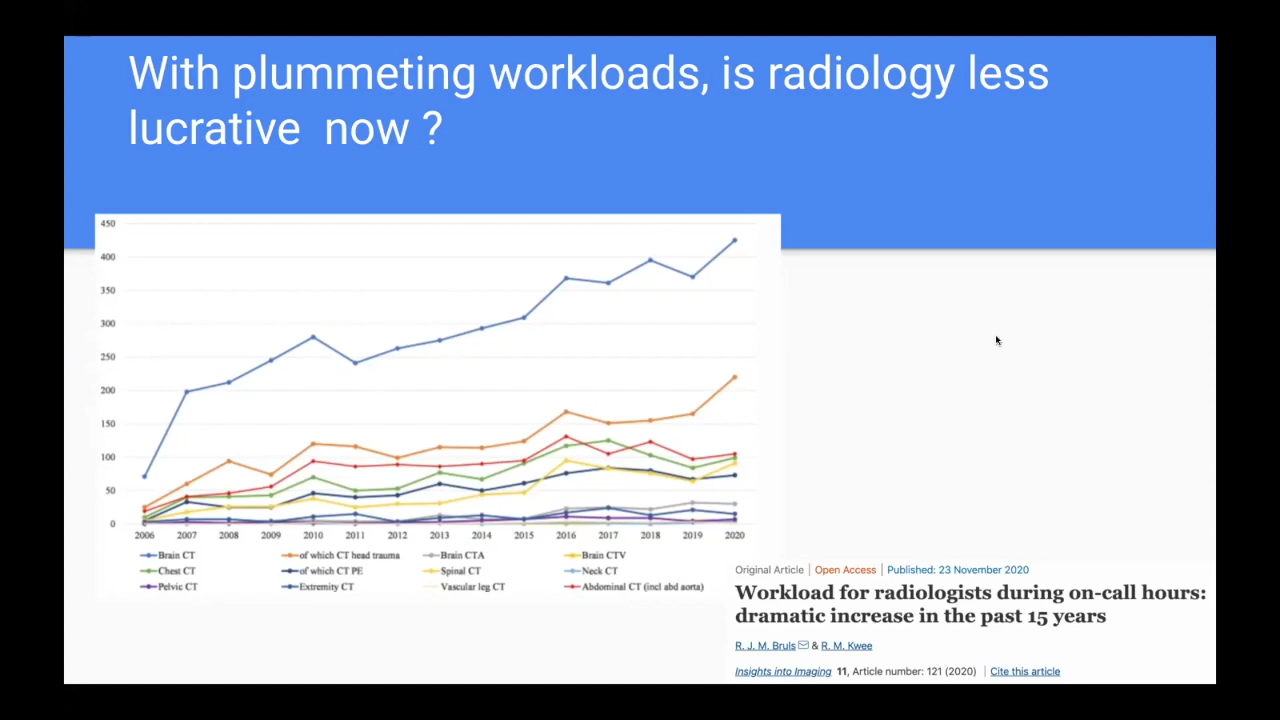 With plummeting workloads, is radiology less
lucrative now ?
450
400
350
300
250
200
150
100
50
0
2006 2007 2008 2009 2010 2011 2012 2013 2014 2015 2016 2017 2018 2019 2020
Brain CT of which CT head trauma Brain CTA Brain CTV
Chest CT of which CT PE Spinal CT Neck CT
Pelvic CT Extremity CT Vascular leg CT Abdominal CT (incl abd aorta)
Original Article | Open Access | Published: 23 November 2020
Workload for radiologists during on-call hours:
dramatic increase in the past 15 years
R. J. M. Bruls & R. M. Kwee
Insights into Imaging 11, Article number: 121 (2020) | Cite this article